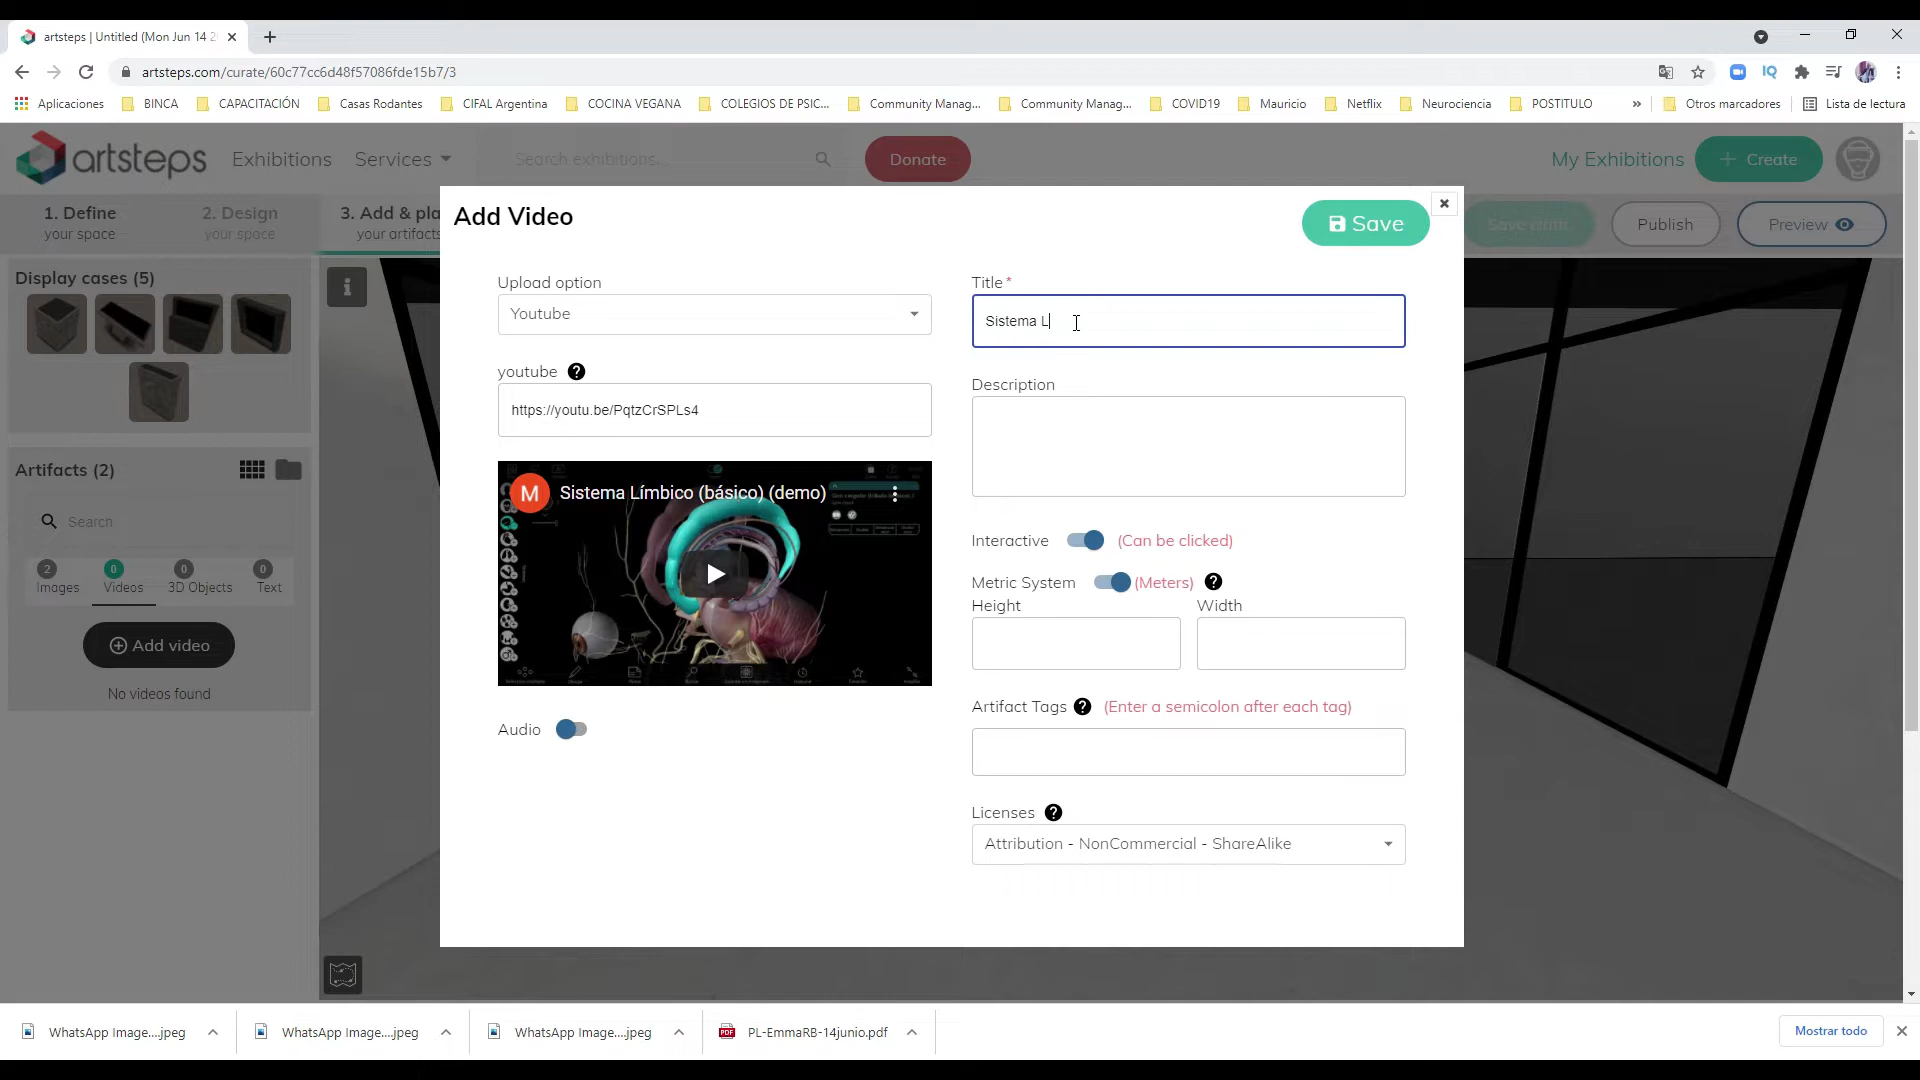 artsteps | Untitled (Mon Jun 14 2
artsteps.com/curate/60c77cc6d48f57086fde15b7/3
Aplicaciones BINCA CAPACITACIÓN Casas Rodantes CIFAL Argentina COCINA VEGANA COLEGIOS DE PSIC... Community Manag... Community Manag... COVID19 Mauricio Netflix Neurociencia POSTITULO » Otros marcadores Lista de lectura
artsteps Exhibitions Services Search exhibitions... Donate My Exhibitions + Create
1. Define
your space
2. Design
your space
3. Add & pla
your artifacts
Save draft Publish Preview
Add Video
Save
Display cases (5)
Artifacts (2)
Search
2 0 0 0
Images Videos 3D Objects Text
Add video
No videos found
Upload option
Youtube
youtube
https://youtu.be/PqtzCrSPLs4
M Sistema Límbico (básico) (demo)
Audio
Title*
Sistema L
Description
Interactive (Can be clicked)
Metric System (Meters)
Height Width
Artifact Tags (Enter a semicolon after each tag)
Licenses
Attribution - NonCommercial - ShareAlike
WhatsApp Image....jpeg WhatsApp Image....jpeg WhatsApp Image....jpeg PL-EmmaRB-14junio.pdf Mostrar todo